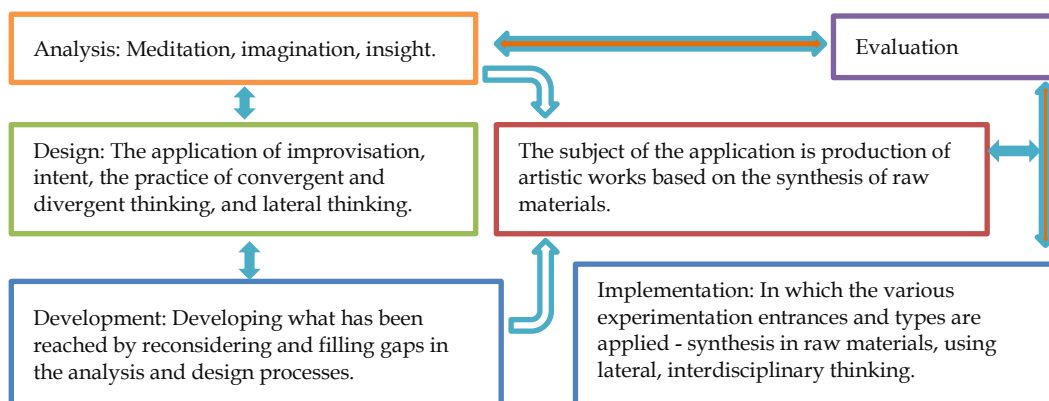 Analysis: Meditation, imagination, insight.
Evaluation
Design: The application of improvisation,
intent, the practice of convergent and
divergent thinking, and lateral thinking.
The subject of the application is production of
artistic works based on the synthesis of raw
materials.
Development: Developing what has been
reached by reconsidering and filling gaps in
the analysis and design processes.
Implementation: In which the various
experimentation entrances and types are
applied - synthesis in raw materials, using
lateral, interdisciplinary thinking.